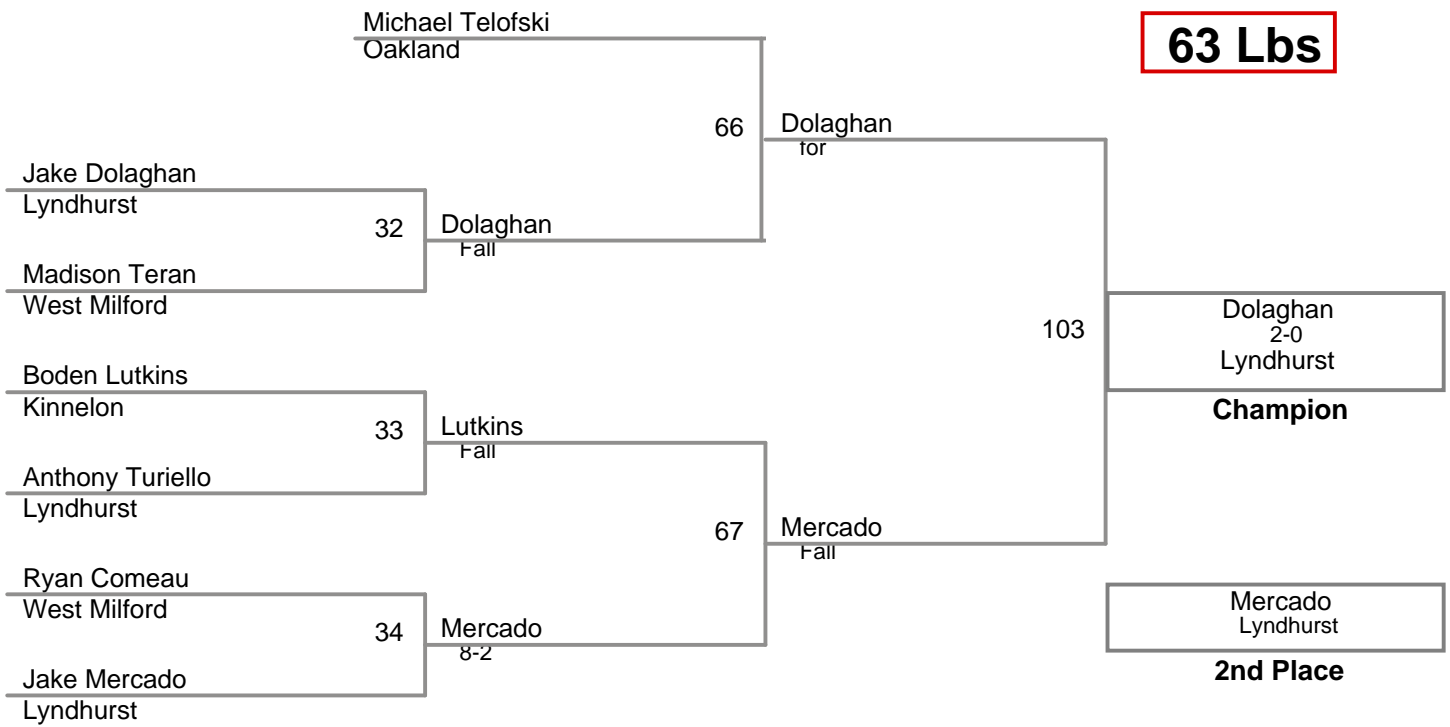 Michael Telofski
Oakland
63 Lbs
66
Dolaghan
for
Jake Dolaghan
Lyndhurst
32
Dolaghan
Fall
Madison Teran
West Milford
103
Dolaghan
2-0
Lyndhurst
Champion
Boden Lutkins
Kinnelon
33
Lutkins
Fall
Anthony Turiello
Lyndhurst
67
Mercado
Fall
Ryan Comeau
West Milford
34
Mercado
8-2
Jake Mercado
Lyndhurst
Mercado
Lyndhurst
2nd Place